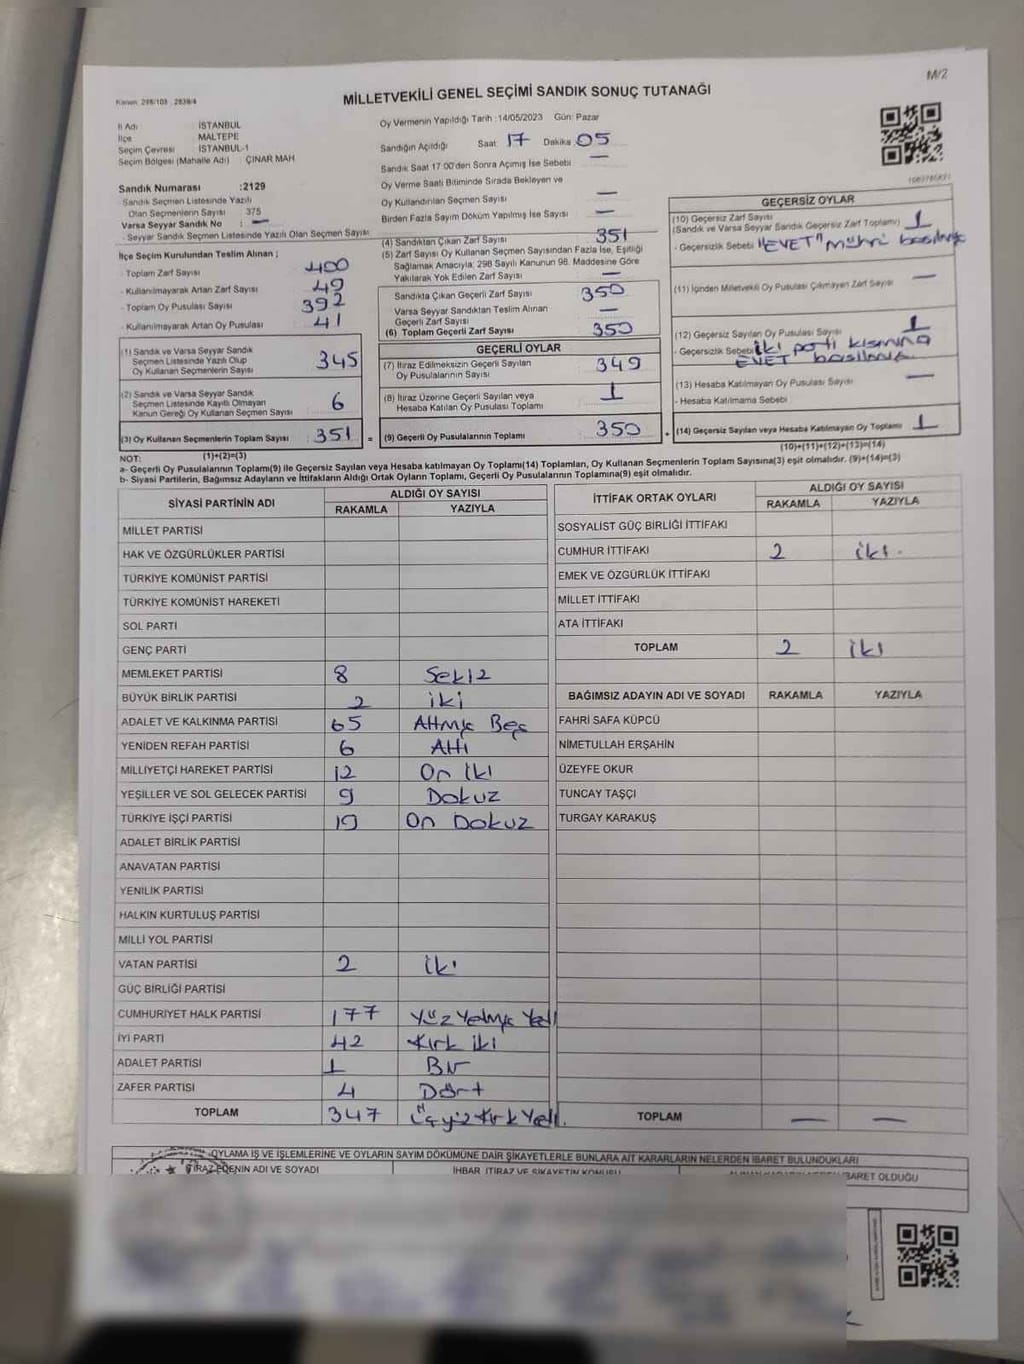 M/2
Kanun: 298/103 , 2839/4
MİLLETVEKİLİ GENEL SEÇİMİ SANDIK SONUÇ TUTANAĞI
İl Adı : İSTANBUL
İlçe : MALTEPE
Seçim Çevresi : İSTANBUL-1
Seçim Bölgesi (Mahalle Adı) : ÇINAR MAH
Sandık Numarası :2129
Sandık Seçmen Listesinde Yazılı
Olan Seçmenlerin Sayısı : 375
Varsa Seyyar Sandık No : —
- Seyyar Sandık Seçmen Listesinde Yazılı Olan Seçmen Sayısı
İlçe Seçim Kurulundan Teslim Alınan ;
- Toplam Zarf Sayısı 400
- Kullanılmayarak Artan Zarf Sayısı 49
- Toplam Oy Pusulası Sayısı 392
- Kullanılmayarak Artan Oy Pusulası 41
(1) Sandık ve Varsa Seyyar Sandık
Seçmen Listesinde Yazılı Olup
Oy Kullanan Seçmenlerin Sayısı 345
(2) Sandık ve Varsa Seyyar Sandık
Seçmen Listesinde Kayıtlı Olmayan
Kanun Gereği Oy Kullanan Seçmen Sayısı 6
(3) Oy Kullanan Seçmenlerin Toplam Sayısı 351 =
(1)+(2)=(3)
Oy Vermenin Yapıldığı Tarih :14/05/2023 Gün: Pazar
Sandığın Açıldığı Saat 17 Dakika 05
Sandık Saat 17:00'den Sonra Açımış İse Sebebi —
Oy Verme Saati Bitiminde Sırada Bekleyen ve
Oy Kullandırılan Seçmen Sayısı —
Birden Fazla Sayım Döküm Yapılmış İse Sayısı —
(4) Sandıktan Çıkan Zarf Sayısı 351
(5) Zarf Sayısı Oy Kullanan Seçmen Sayısından Fazla İse, Eşitliği
Sağlamak Amacıyla; 298 Sayılı Kanunun 98. Maddesine Göre
Yakılarak Yok Edilen Zarf Sayısı —
Sandıkta Çıkan Geçerli Zarf Sayısı 350
Varsa Seyyar Sandıktan Teslim Alınan
Geçerli Zarf Sayısı —
(6) Toplam Geçerli Zarf Sayısı 350
GEÇERLİ OYLAR
(7) İtiraz Edilmeksizin Geçerli Sayılan
Oy Pusulalarının Sayısı 349
(8) İtiraz Üzerine Geçerli Sayılan veya
Hesaba Katılan Oy Pusulası Toplamı 1
(9) Geçerli Oy Pusulalarının Toplamı 350 +
GEÇERSİZ OYLAR
(10) Geçersiz Zarf Sayısı
(Sandık ve Varsa Seyyar Sandık Geçersiz Zarf Toplamı) 1
- Geçersizlik Sebebi "EVET" mührü basılmış
(11) İçinden Milletvekili Oy Pusulası Çıkmayan Zarf Sayısı —
(12) Geçersiz Sayılan Oy Pusulası Sayısı 1
- Geçersizlik Sebebi İki parti kısmına
EVET basılmış
(13) Hesaba Katılmayan Oy Pusulası Sayısı —
- Hesaba Katılmama Sebebi
(14) Geçersiz Sayılan veya Hesaba Katılmayan Oy Toplamı 1
(10)+(11)+(12)+(13)=(14)
NOT:
a- Geçerli Oy Pusulalarının Toplamı(9) ile Geçersiz Sayılan veya Hesaba katılmayan Oy Toplamı(14) Toplamları, Oy Kullanan Seçmenlerin Toplam Sayısına(3) eşit olmalıdır. (9)+(14)=(3)
b- Siyasi Partilerin, Bağımsız Adayların ve İttifakların Aldığı Ortak Oyların Toplamı, Geçerli Oy Pusulalarının Toplamına(9) eşit olmalıdır.
SİYASİ PARTİNİN ADI ALDIĞI OY SAYISI
RAKAMLA YAZIYLA
MİLLET PARTİSİ
HAK VE ÖZGÜRLÜKLER PARTİSİ
TÜRKİYE KOMÜNİST PARTİSİ
TÜRKİYE KOMÜNİST HAREKETİ
SOL PARTİ
GENÇ PARTİ
MEMLEKET PARTİSİ 8 Sekiz
BÜYÜK BİRLİK PARTİSİ 2 iki
ADALET VE KALKINMA PARTİSİ 65 Altmış Beş
YENİDEN REFAH PARTİSİ 6 Altı
MİLLİYETÇİ HAREKET PARTİSİ 12 On İki
YEŞİLLER VE SOL GELECEK PARTİSİ 9 Dokuz
TÜRKİYE İŞÇİ PARTİSİ 19 On Dokuz
ADALET BİRLİK PARTİSİ
ANAVATAN PARTİSİ
YENİLİK PARTİSİ
HALKIN KURTULUŞ PARTİSİ
MİLLİ YOL PARTİSİ
VATAN PARTİSİ 2 iki
GÜÇ BİRLİĞİ PARTİSİ
CUMHURİYET HALK PARTİSİ 177 Yüz Yetmiş Yedi
İYİ PARTİ 42 Kırk iki
ADALET PARTİSİ 1 Bir
ZAFER PARTİSİ 4 Dört
TOPLAM 347 Üçyüz Kırk Yedi.
İTTİFAK ORTAK OYLARI ALDIĞI OY SAYISI
RAKAMLA YAZIYLA
SOSYALİST GÜÇ BİRLİĞİ İTTİFAKI
CUMHUR İTTİFAKI 2 iki.
EMEK VE ÖZGÜRLÜK İTTİFAKI
MİLLET İTTİFAKI
ATA İTTİFAKI
TOPLAM 2 iki
BAĞIMSIZ ADAYIN ADI VE SOYADI RAKAMLA YAZIYLA
FAHRİ SAFA KÜPCÜ
NİMETULLAH ERŞAHİN
ÜZEYFE OKUR
TUNCAY TAŞÇI
TURGAY KARAKUŞ
TOPLAM — —
OYLAMA İŞ VE İŞLEMLERİNE VE OYLARIN SAYIM DÖKÜMÜNE DAİR ŞİKAYETLERLE BUNLARA AİT KARARLARIN NELERDEN İBARET BULUNDUKLARI
İTİRAZ EDENİN ADI VE SOYADI
İHBAR, İTİRAZ VE ŞİKAYETİN KONUSU
İBARET OLDUĞU